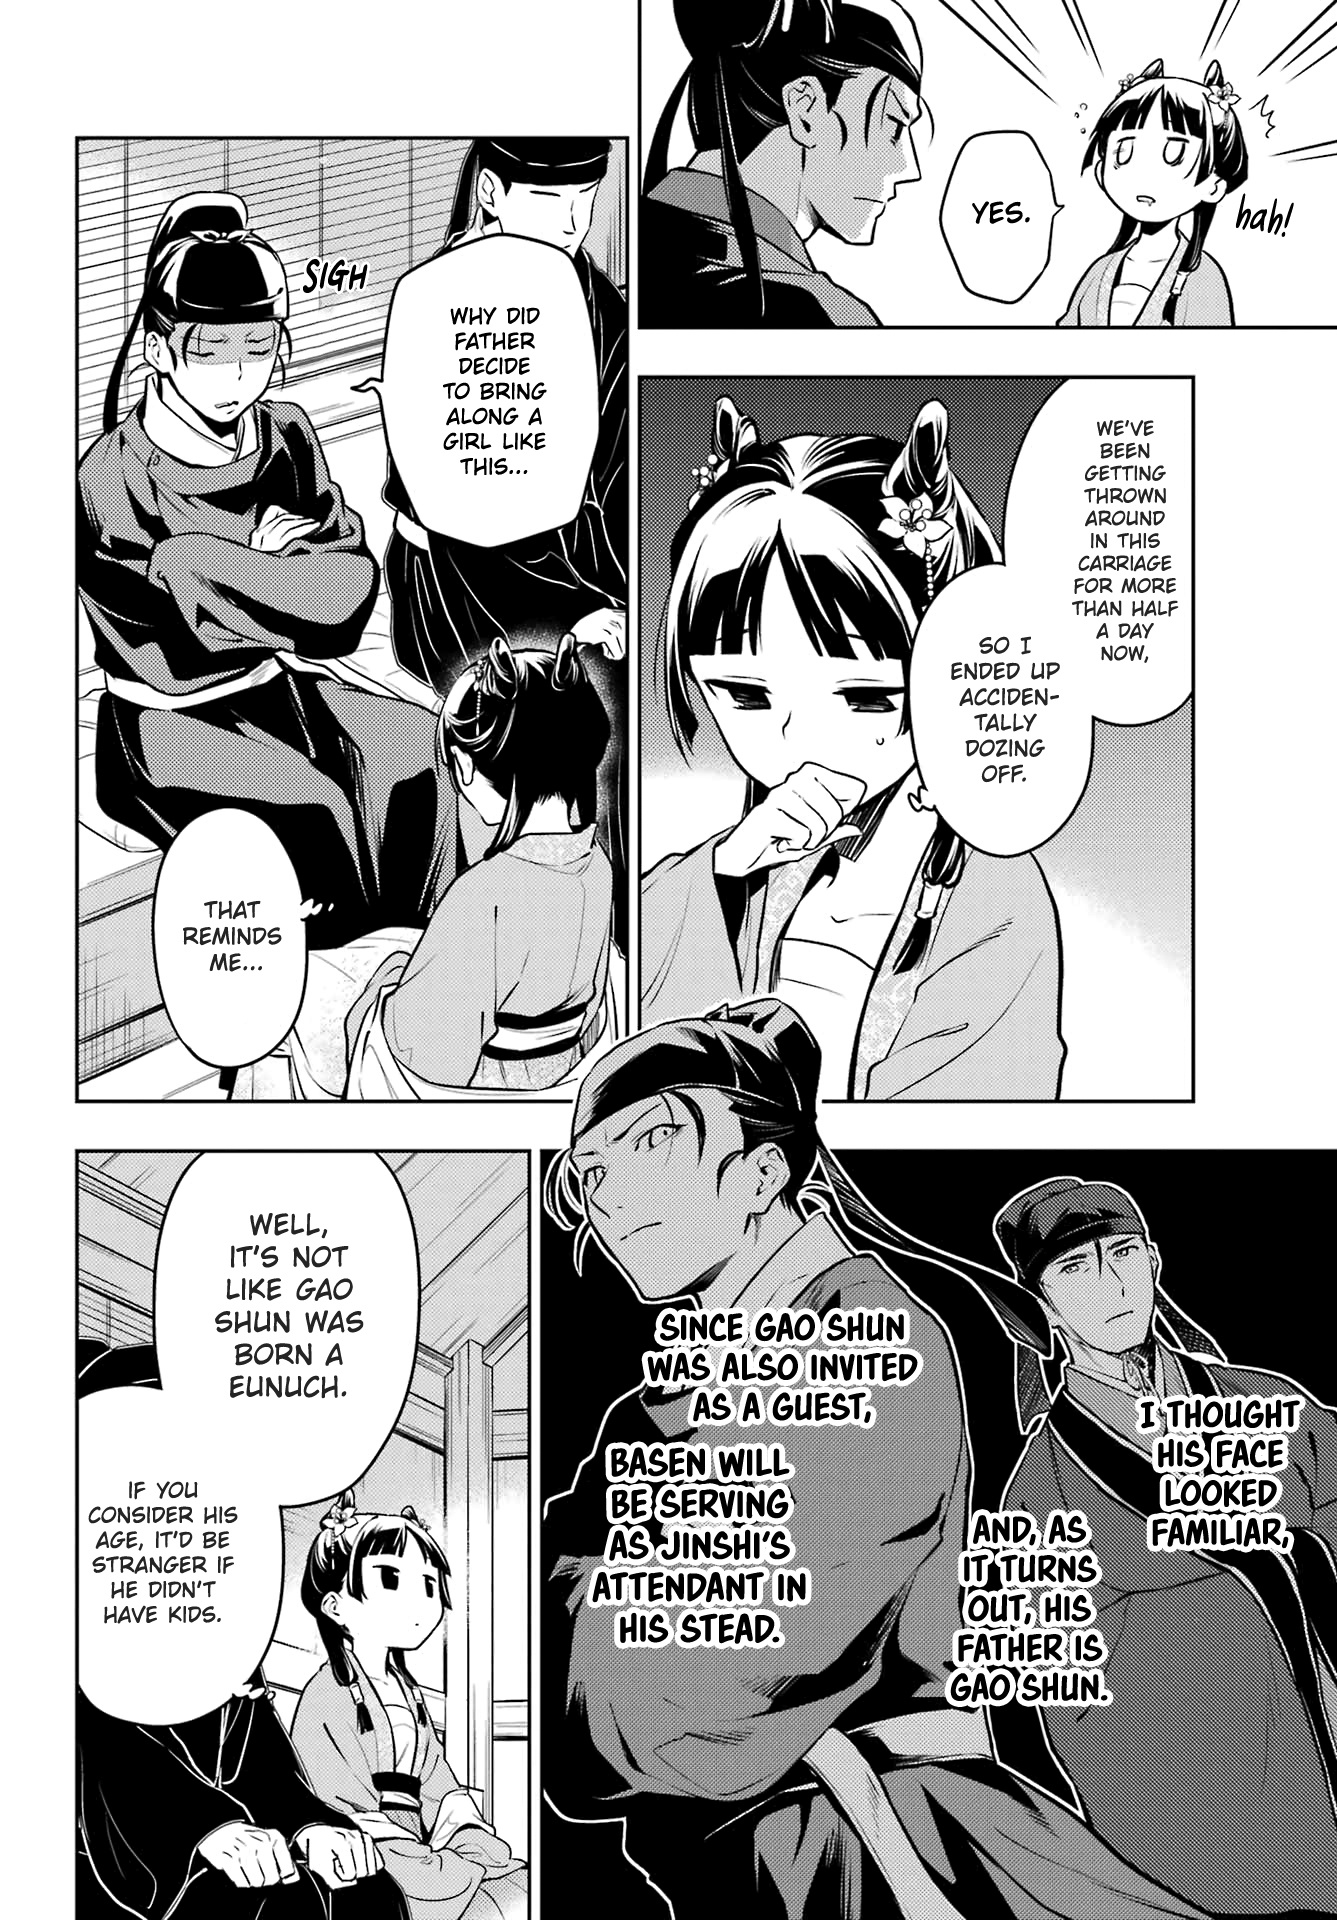 YES.
hah!
WE'VE
BEEN
GETTING
THROWN
AROUND
IN THIS
CARRIAGE
FOR MORE
THAN HALF
A DAY
NOW,
SO I
ENDED UP
ACCIDEN-
TALLY
DOZING
OFF.
SIGH
WHY DID
FATHER
DECIDE
TO BRING
ALONG A
GIRL LIKE
THIS...
THAT
REMINDS
ME...
I THOUGHT
HIS FACE
LOOKED
FAMILIAR,
AND, AS
IT TURNS
OUT, HIS
FATHER IS
GAO SHUN.
SINCE GAO SHUN
WAS ALSO INVITED
AS A GUEST,
BASEN WILL
BE SERVING
AS JINSHI'S
ATTENDANT IN
HIS STEAD.
WELL,
IT'S NOT
LIKE GAO
SHUN WAS
BORN A
EUNUCH.
IF YOU
CONSIDER HIS
AGE, IT'D BE
STRANGER IF
HE DIDN'T
HAVE KIDS.